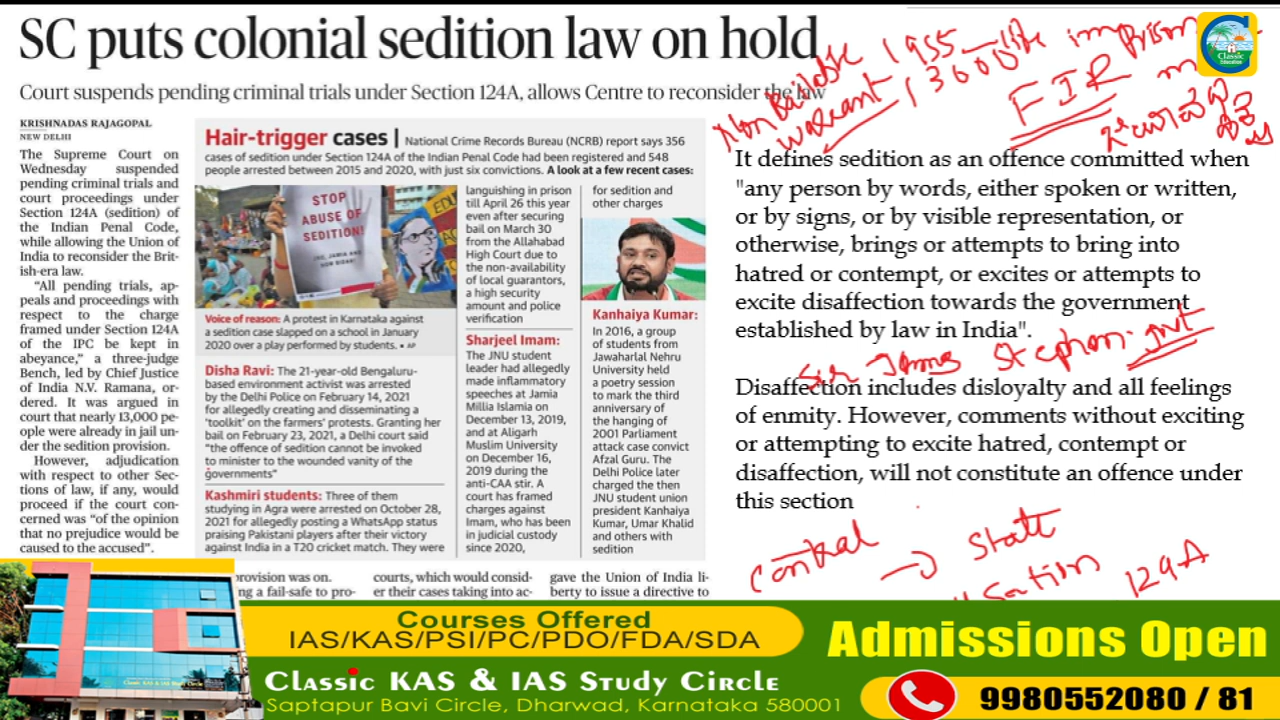 SC puts colonial sedition law on hold
Court suspends pending criminal trials under Section 124A, allows Centre to reconsider the law
KRISHNADAS RAJAGOPAL
NEW DELHI
The Supreme Court on
Wednesday suspended
pending criminal trials and
court proceedings under
Section 124A (sedition) of
the Indian Penal Code,
while allowing the Union of
India to reconsider the Brit-
ish-era law.
“All pending trials, ap-
peals and proceedings with
respect to the charge
framed under Section 124A
of the IPC be kept in
abeyance,” a three-judge
Bench, led by Chief Justice
of India N.V. Ramana, or-
dered. It was argued in
court that nearly 13,000 pe-
ople were already in jail un-
der the sedition provision.
However, adjudication
with respect to other Sec-
tions of law, if any, would
proceed if the court con-
cerned was “of the opinion
that no prejudice would be
caused to the accused”.
Hair-trigger cases | National Crime Records Bureau (NCRB) report says 356
cases of sedition under Section 124A of the Indian Penal Code had been registered and 548
people arrested between 2015 and 2020, with just six convictions. A look at a few recent cases:
STOP
ABUSE OF
SEDITION!
Voice of reason: A protest in Karnataka against
a sedition case slapped on a school in January
2020 over a play performed by students. • AP
Disha Ravi: The 21-year-old Bengaluru-
based environment activist was arrested
by the Delhi Police on February 14, 2021
for allegedly creating and disseminating a
‘toolkit’ on the farmers’ protests. Granting her
bail on February 23, 2021, a Delhi court said
“the offence of sedition cannot be invoked
to minister to the wounded vanity of the
governments”
Kashmiri students: Three of them
studying in Agra were arrested on October 28,
2021 for allegedly posting a WhatsApp status
praising Pakistani players after their victory
against India in a T20 cricket match. They were
languishing in prison
till April 26 this year
even after securing
bail on March 30
from the Allahabad
High Court due to
the non-availability
of local guarantors,
a high security
amount and police
verification
Sharjeel Imam:
The JNU student
leader had allegedly
made inflammatory
speeches at Jamia
Millia Islamia on
December 13, 2019,
and at Aligarh
Muslim University
on December 16,
2019 during the
anti-CAA stir. A
court has framed
charges against
Imam, who has been
in judicial custody
since 2020,
for sedition and
other charges
Kanhaiya Kumar:
In 2016, a group
of students from
Jawaharlal Nehru
University held
a poetry session
to mark the third
anniversary of
the hanging of
2001 Parliament
attack case convict
Afzal Guru. The
Delhi Police later
charged the then
JNU student union
president Kanhaiya
Kumar, Umar Khalid
and others with
sedition
provision was on.
ng a fail-safe to pro-
courts, which would consid-
er their cases taking into ac-
gave the Union of India li-
berty to issue a directive to
Non Bailable 1955 – life imprison
warrant
FIR
It defines sedition as an offence committed when
"any person by words, either spoken or written,
or by signs, or by visible representation, or
otherwise, brings or attempts to bring into
hatred or contempt, or excites or attempts to
excite disaffection towards the government
established by law in India".
Sir James Stephon
Disaffection includes disloyalty and all feelings
of enmity. However, comments without exciting
or attempting to excite hatred, contempt or
disaffection, will not constitute an offence under
this section
Central → State
124A
Classic
Education
Courses Offered
IAS/KAS/PSI/PC/PDO/FDA/SDA
Classic KAS & IAS Study Circle
Saptapur Bavi Circle, Dharwad, Karnataka 580001
Admissions Open
9980552080 / 81